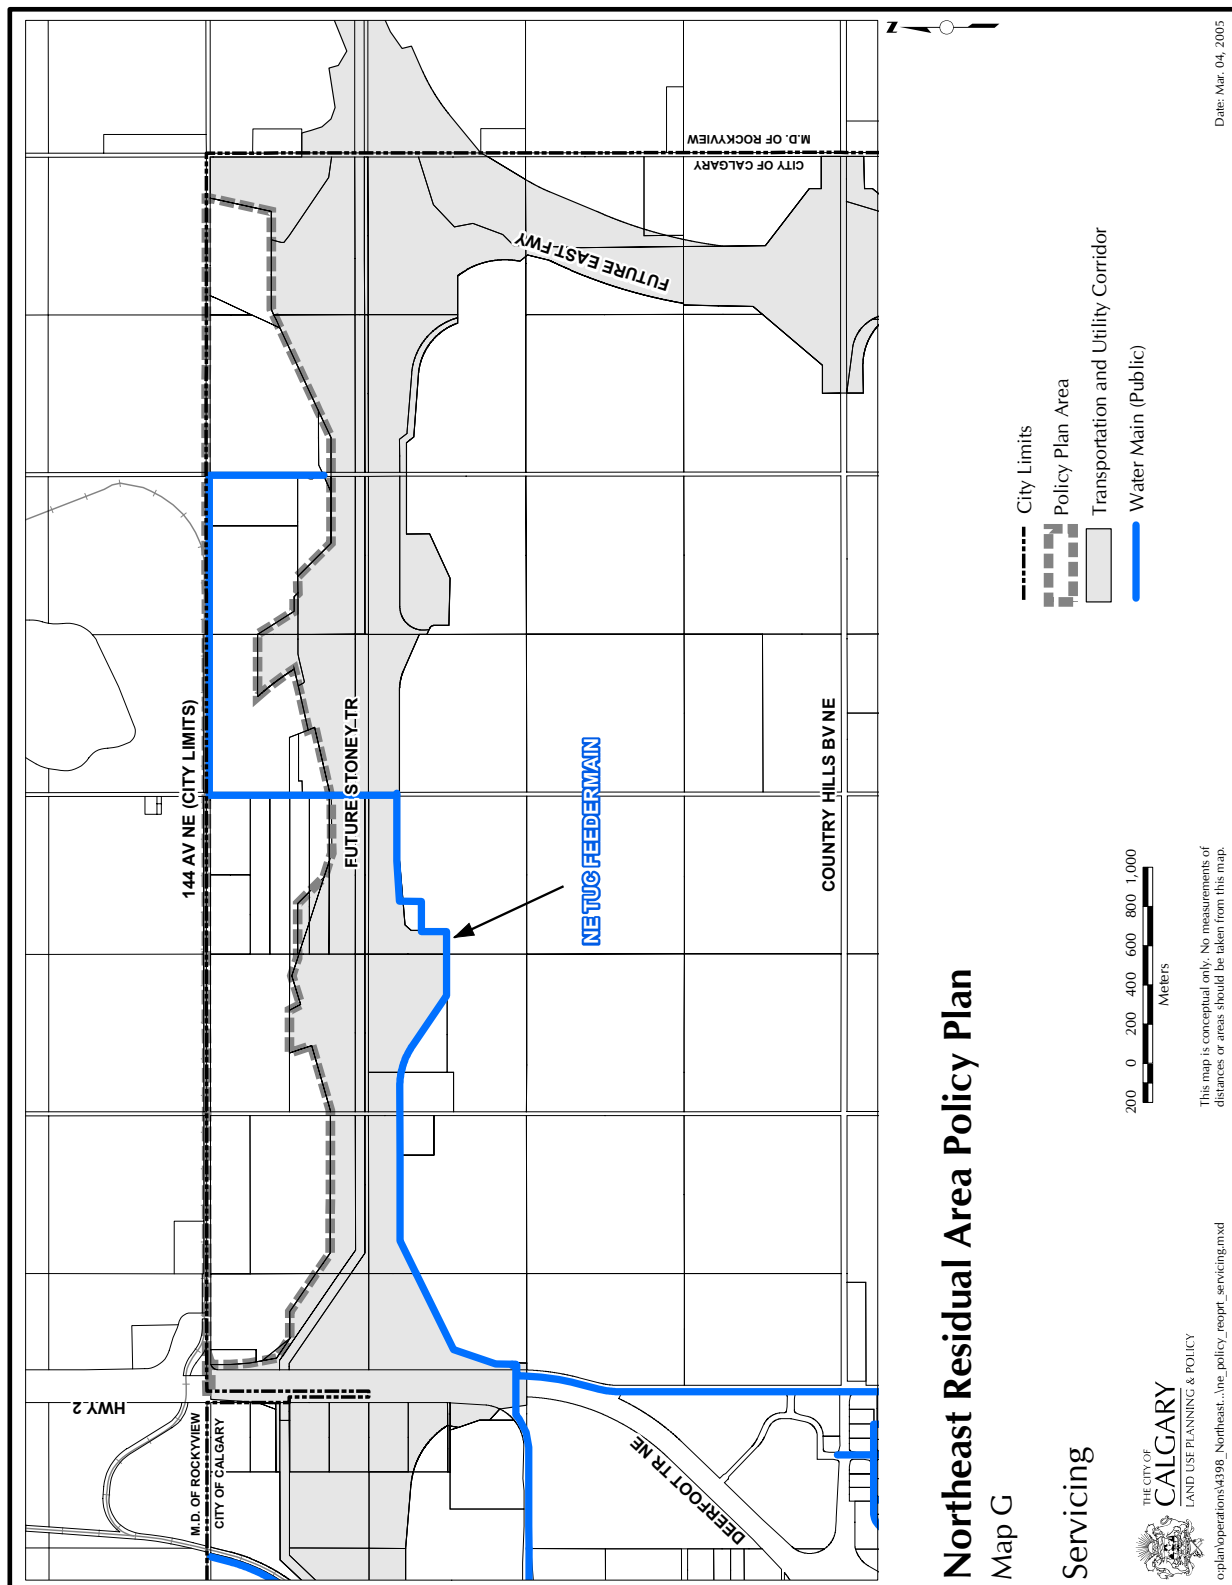 HWY 2
M.D. OF ROCKYVIEW
CITY OF CALGARY
144 AV NE (CITY LIMITS)
FUTURE STONEY TR
M.D. OF ROCKYVIEW
CITY OF CALGARY
FUTURE EAST FWY
NE TUC FEEDERMAIN
DEERFOOT TR NE
COUNTRY HILLS BV NE
N
Northeast Residual Area Policy Plan
Map G
Servicing
City Limits
Policy Plan Area
Transportation and Utility Corridor
Water Main (Public)
200 0 200 400 600 800 1,000
Meters
This map is conceptual only. No measurements of
distances or areas should be taken from this map.
THE CITY OF
CALGARY
LAND USE PLANNING & POLICY
o:plan\operations\4398_Northeast...\ne_policy_reoprt_servicing.mxd
Date: Mar. 04, 2005